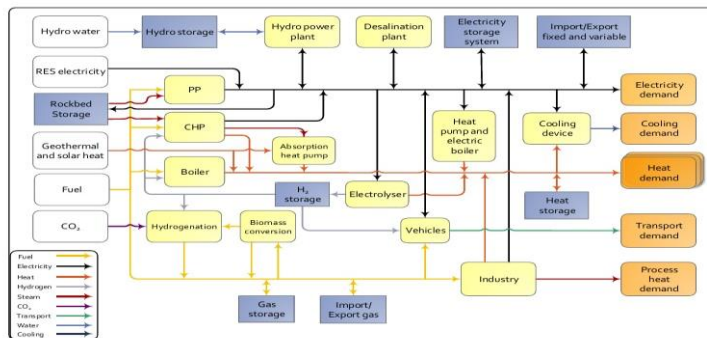 Hydro water
Hydro storage
Hydro power
plant
Desalination
plant
Electricity
storage
system
Import/Export
fixed and variable
RES electricity
PP
Electricity
demand
Rockbed
Storage
CHP
Heat
pump and
electric
boiler
Cooling
device
Cooling
demand
Geothermal
and solar heat
Absorption
heat pump
Boiler
Heat
demand
Fuel
H₂
storage
Electrolyser
Heat
storage
CO₂
Hydrogenation
Biomass
conversion
Vehicles
Transport
demand
Fuel
Electricity
Heat
Hydrogen
Steam
CO₂
Transport
Water
Cooling
Industry
Process
heat
demand
Gas
storage
Import/
Export gas